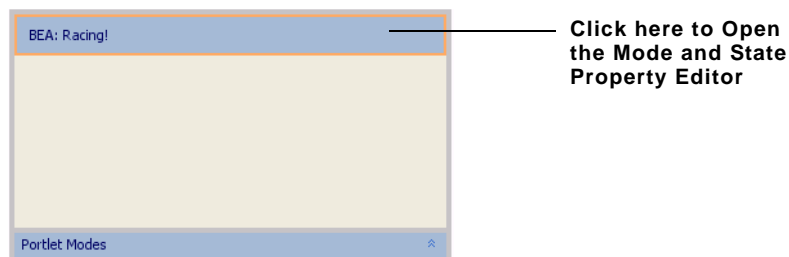 BEA: Racing!
Click here to Open
the Mode and State
Property Editor
Portlet Modes